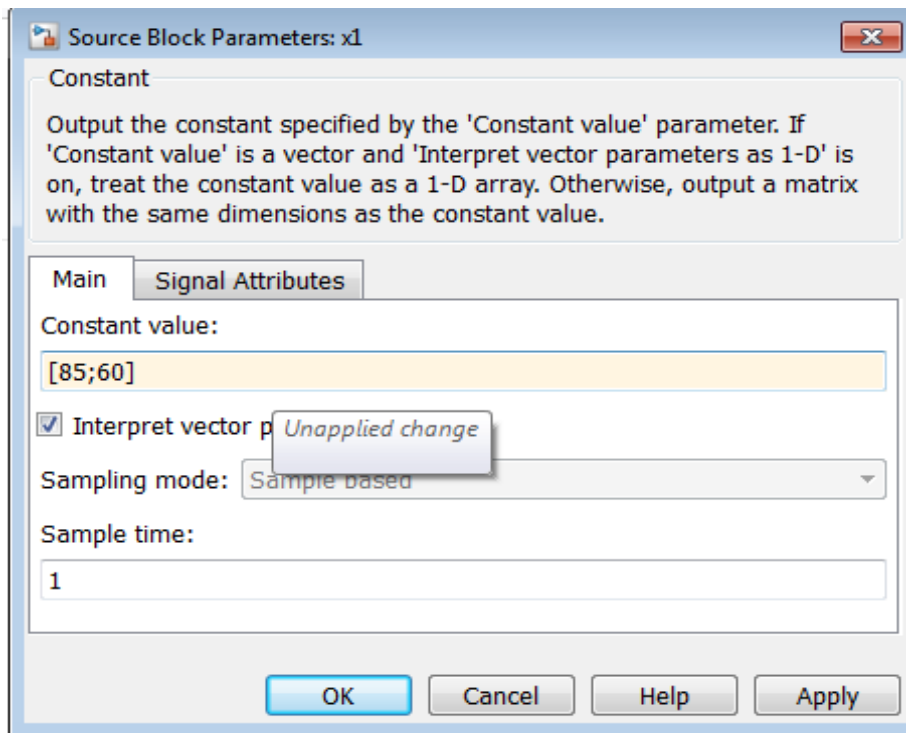 Source Block Parameters: x1
Constant
Output the constant specified by the 'Constant value' parameter. If
'Constant value' is a vector and 'Interpret vector parameters as 1-D' is
on, treat the constant value as a 1-D array. Otherwise, output a matrix
with the same dimensions as the constant value.
Main Signal Attributes
Constant value:
[85;60]
Interpret vector p
Unapplied change
Sampling mode: Sample based
Sample time:
1
OK Cancel Help Apply